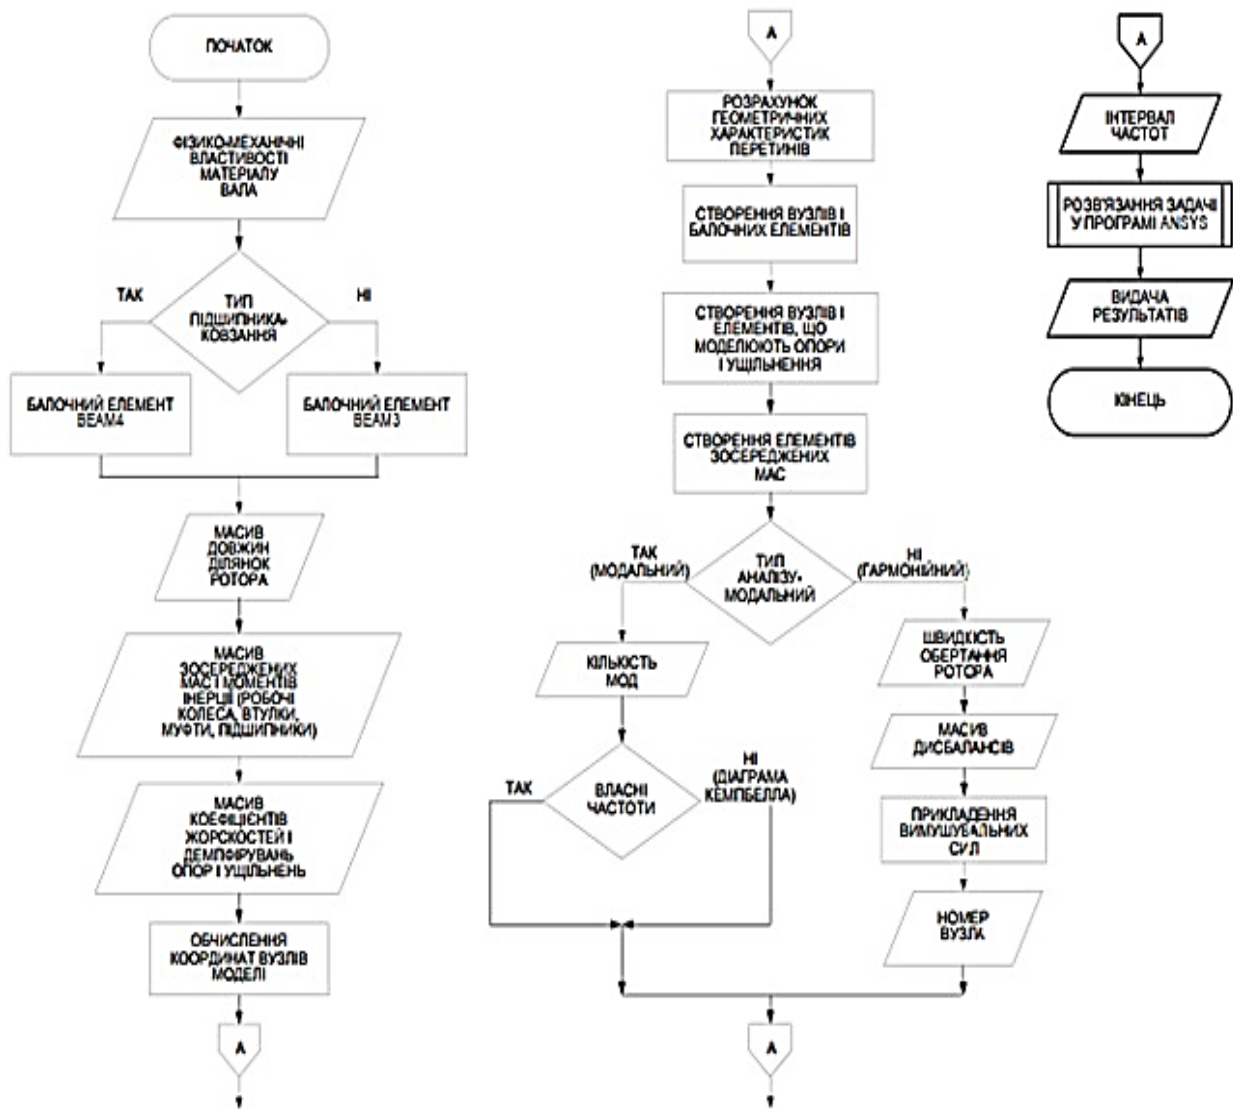 ПОЧАТОК
ФІЗИКО-МЕХАНІЧНІ
ВЛАСТИВОСТІ
МАТЕРІАЛУ
ВАЛА
ТАК
НІ
ТИП
ПІДШИПНИКА-
КОВЗАННЯ
БАЛОЧНИЙ ЕЛЕМЕНТ
BEAM4
БАЛОЧНИЙ ЕЛЕМЕНТ
BEAM3
МАСИВ
ДОВЖИН
ДІЛЯНОК
РОТОРА
МАСИВ
ЗОСЕРЕДЖЕНИХ
МАС І МОМЕНТІВ
ІНЕРЦІЇ (РОБОЧІ
КОЛЕСА, ВТУЛКИ,
МУФТИ, ПІДШИПНИКИ)
МАСИВ
КОЕФІЦІЄНТІВ
ЖОРСКОСТЕЙ І
ДЕМПФІРУВАНЬ
ОПОР І УЩІЛЬНЕНЬ
ОБЧИСЛЕННЯ
КООРДИНАТ ВУЗЛІВ
МОДЕЛІ
А
А
РОЗРАХУНОК
ГЕОМЕТРИЧНИХ
ХАРАКТЕРИСТИК
ПЕРЕТИНІВ
СТВОРЕННЯ ВУЗЛІВ І
БАЛОЧНИХ ЕЛЕМЕНТІВ
СТВОРЕННЯ ВУЗЛІВ І
ЕЛЕМЕНТІВ, ЩО
МОДЕЛЮЮТЬ ОПОРИ
І УЩІЛЬНЕННЯ
СТВОРЕННЯ ЕЛЕМЕНТІВ
ЗОСЕРЕДЖЕНИХ
МАС
ТАК
(МОДАЛЬНИЙ)
ТИП
АНАЛІЗУ-
МОДАЛЬНИЙ
НІ
(ГАРМОНІЙНИЙ)
КІЛЬКІСТЬ
МОД
ТАК
ВЛАСНІ
ЧАСТОТИ
НІ
(ДІАГРАМА
КЕМПБЕЛЛА)
ШВИДКІСТЬ
ОБЕРТАННЯ
РОТОРА
МАСИВ
ДИСБАЛАНСІВ
ПРИКЛАДЕННЯ
ВИМУШУВАЛЬНИХ
СИЛ
НОМЕР
ВУЗЛА
А
А
ІНТЕРВАЛ
ЧАСТОТ
РОЗВ'ЯЗАННЯ ЗАДАЧІ
У ПРОГРАМІ ANSYS
ВИДАЧА
РЕЗУЛЬТАТІВ
КІНЕЦЬ